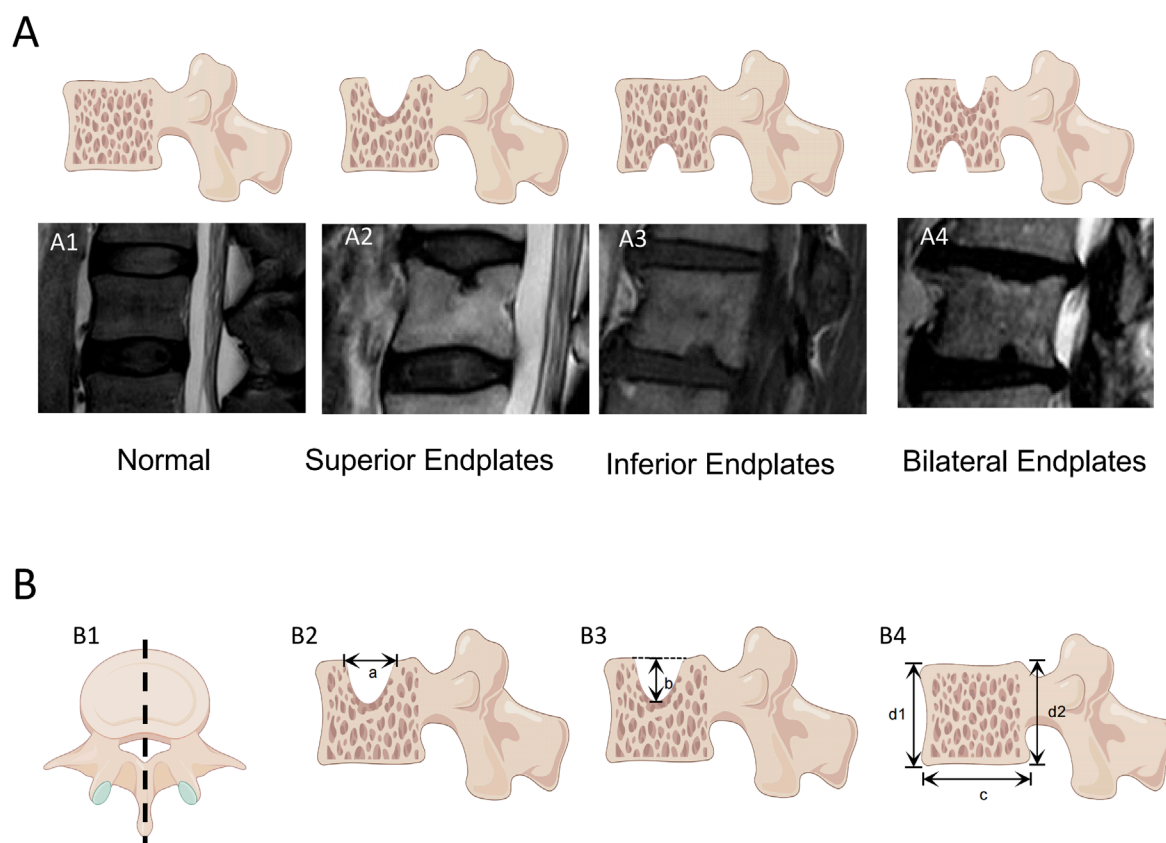 A
A1
A2
A3
A4
Normal
Superior Endplates
Inferior Endplates
Bilateral Endplates
B
B1
B2
B3
B4
a
b
d1
d2
c